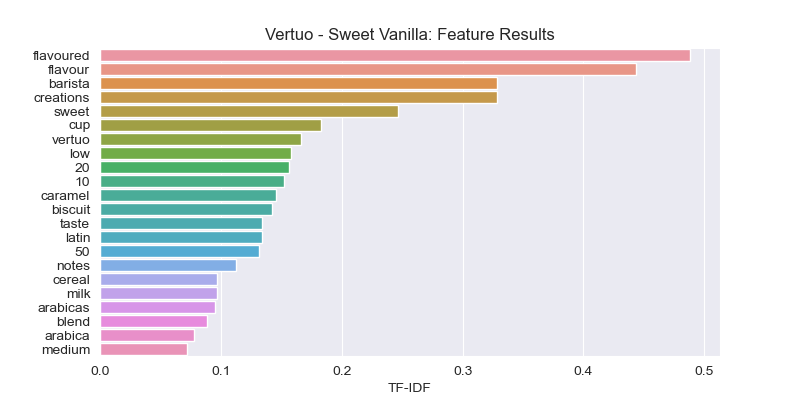 Vertuo - Sweet Vanilla: Feature Results
flavoured
flavour
barista
creations
sweet
cup
vertuo
low
20
10
caramel
biscuit
taste
latin
50
notes
cereal
milk
arabicas
blend
arabica
medium
0.0 0.1 0.2 0.3 0.4 0.5
TF-IDF